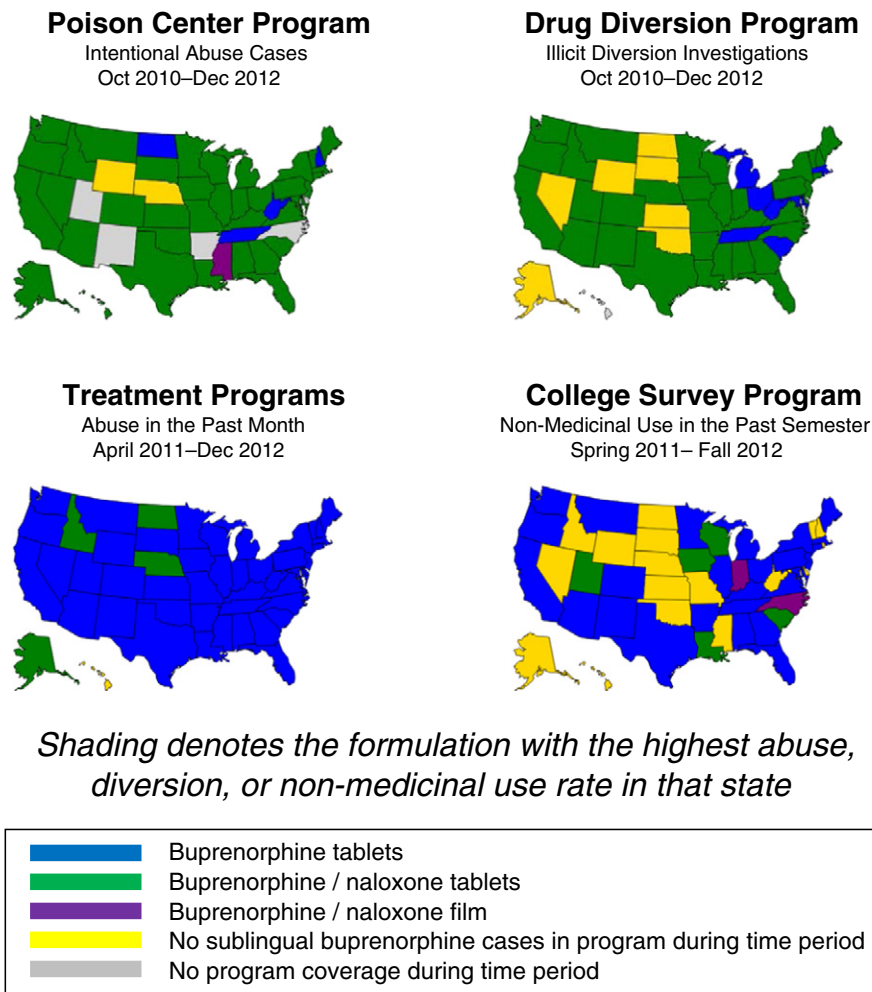 Poison Center Program
Intentional Abuse Cases
Oct 2010–Dec 2012
Drug Diversion Program
Illicit Diversion Investigations
Oct 2010–Dec 2012
Treatment Programs
Abuse in the Past Month
April 2011–Dec 2012
College Survey Program
Non-Medicinal Use in the Past Semester
Spring 2011– Fall 2012
Shading denotes the formulation with the highest abuse,
diversion, or non-medicinal use rate in that state
Buprenorphine tablets
Buprenorphine / naloxone tablets
Buprenorphine / naloxone film
No sublingual buprenorphine cases in program during time period
No program coverage during time period